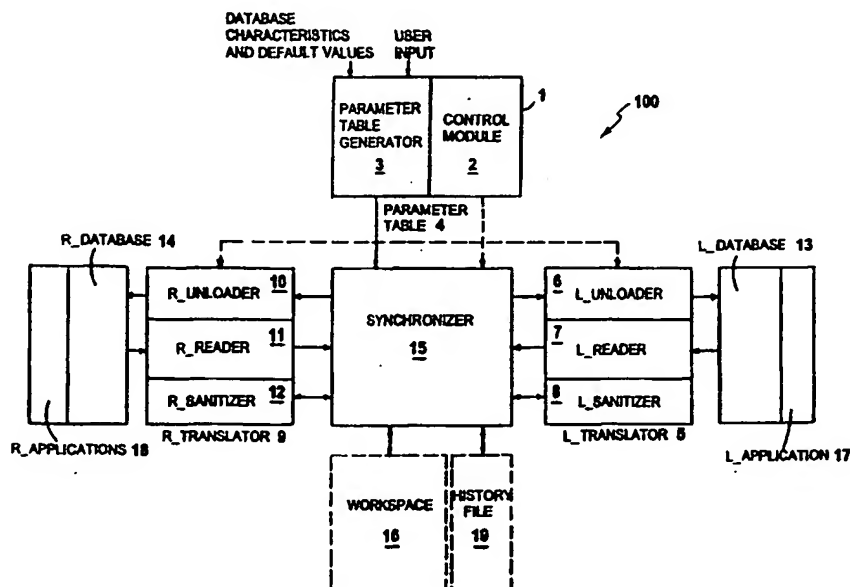 DATABASE
CHARACTERISTICS
AND DEFAULT VALUES
USER
INPUT
PARAMETER
TABLE
GENERATOR
3
CONTROL
MODULE
2
1
100
PARAMETER
TABLE 4
R_DATABASE 14
L_DATABASE 13
R_UNLOADER 10
R_READER 11
R_SANITIZER 12
SYNCHRONIZER
15
6 L_UNLOADER
7 L_READER
8 L_SANITIZER
R_APPLICATIONS 18
R_TRANSLATOR 9
L_TRANSLATOR 5
L_APPLICATION 17
WORKSPACE
16
HISTORY
FILE
19